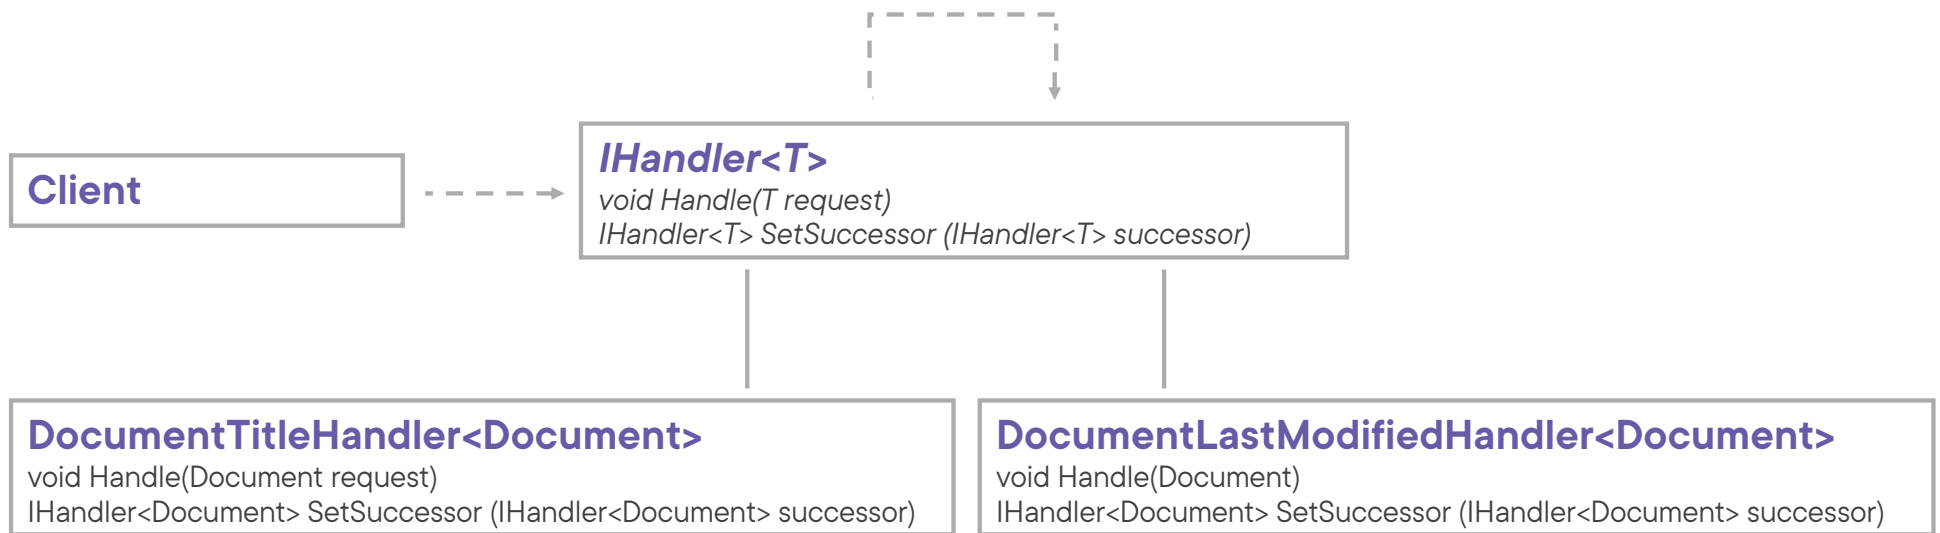 Client
IHandler<T>
void Handle(T request)
IHandler<T> SetSuccessor (IHandler<T> successor)
DocumentTitleHandler<Document>
void Handle(Document request)
IHandler<Document> SetSuccessor (IHandler<Document> successor)
DocumentLastModifiedHandler<Document>
void Handle(Document)
IHandler<Document> SetSuccessor (IHandler<Document> successor)